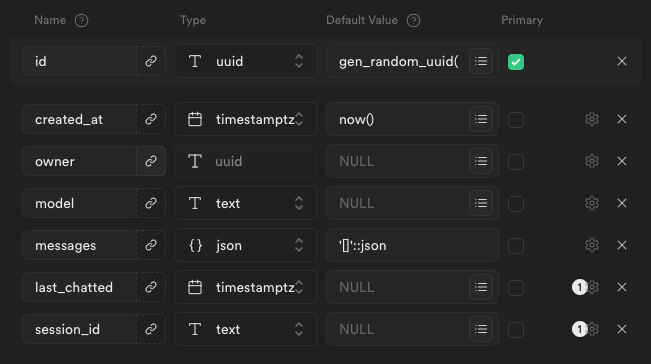 Name Type Default Value Primary
id uuid gen_random_uuid(
created_at timestamptz now()
owner uuid NULL
model text NULL
messages json '[]'::json
last_chatted timestamptz NULL 1
session_id text NULL 1